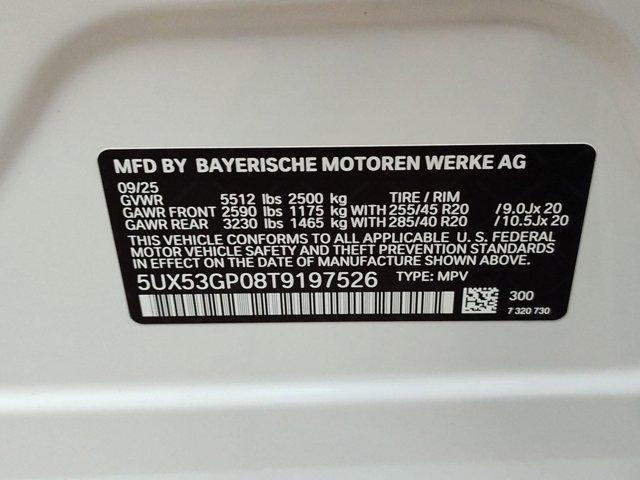 MFD BY BAYERISCHE MOTOREN WERKE AG
09/25
GVWR 5512 lbs 2500 kg TIRE / RIM
GAWR FRONT 2590 lbs 1175 kg WITH 255/45 R20 /9.0Jx 20
GAWR REAR 3230 lbs 1465 kg WITH 285/40 R20 /10.5Jx 20
THIS VEHICLE CONFORMS TO ALL APPLICABLE U. S. FEDERAL
MOTOR VEHICLE SAFETY AND THEFT PREVENTION
STANDARDS IN EFFECT ON THE DATE OF MANUFACTURE SHOWN ABOVE.
5UX53GP08T9197526 TYPE: MPV
300
7 320 730